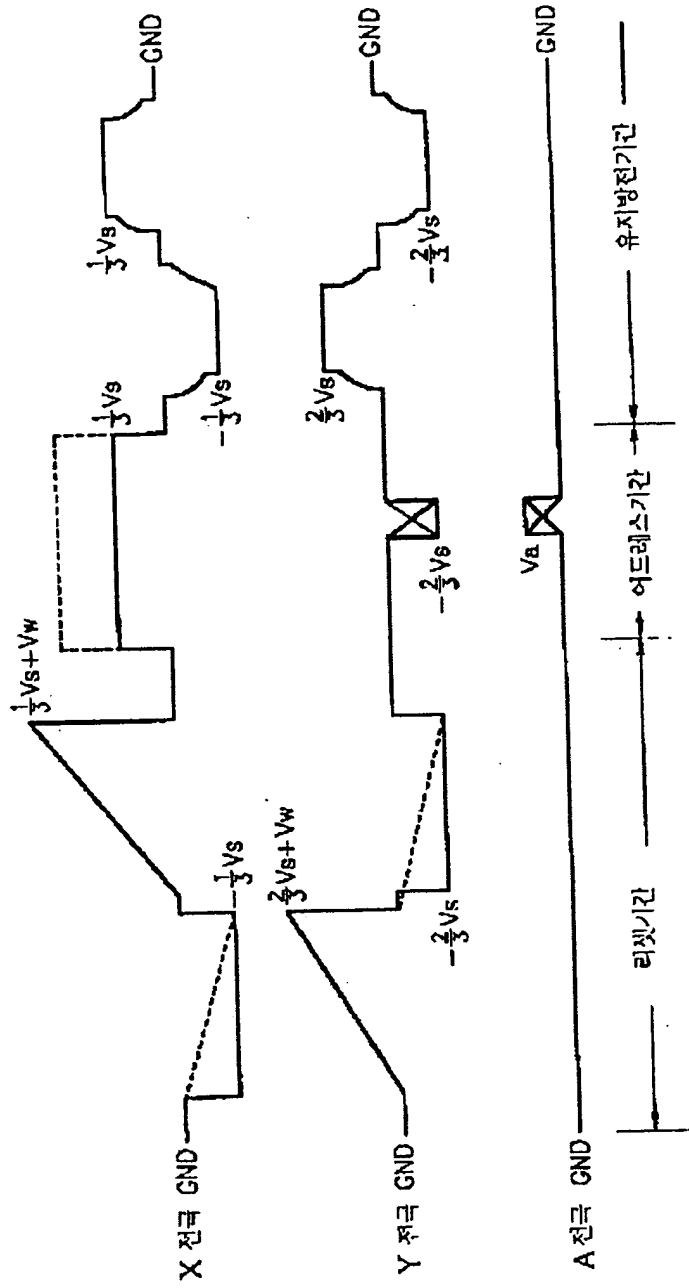 X 전극 GND
-1/3Vs
1/3Vs+Vw
1/3Vs
-1/3Vs
1/3Vs
GND
Y 전극 GND
2/3Vs+Vw
-2/3Vs
-2/3Vs
2/3Vs
-2/3Vs
GND
A 전극 GND
Va
GND
리셋기간
어드레스기간
유지방전기간